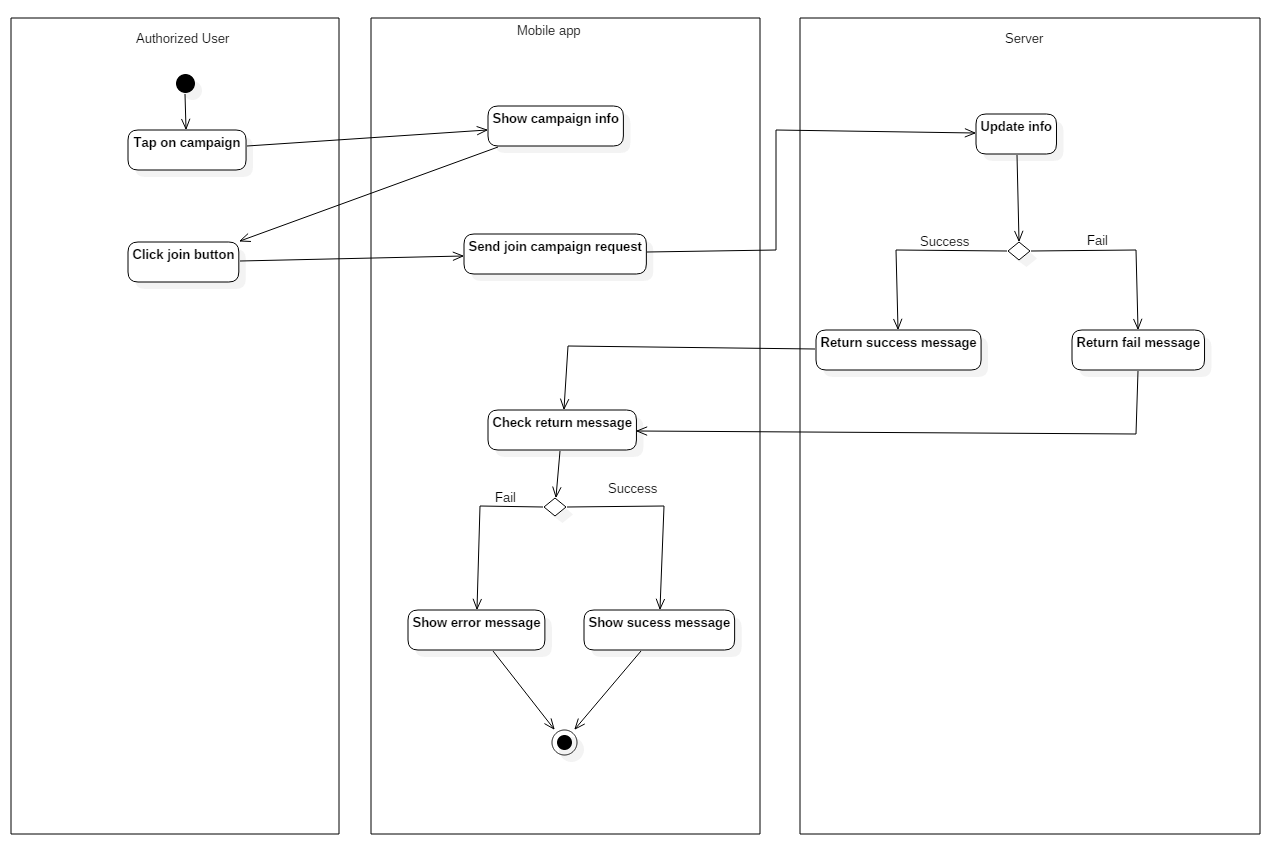 Authorized User
Mobile app
Server
Tap on campaign
Show campaign info
Update info
Click join button
Send join campaign request
Success
Fail
Return success message
Return fail message
Check return message
Fail
Success
Show error message
Show sucess message